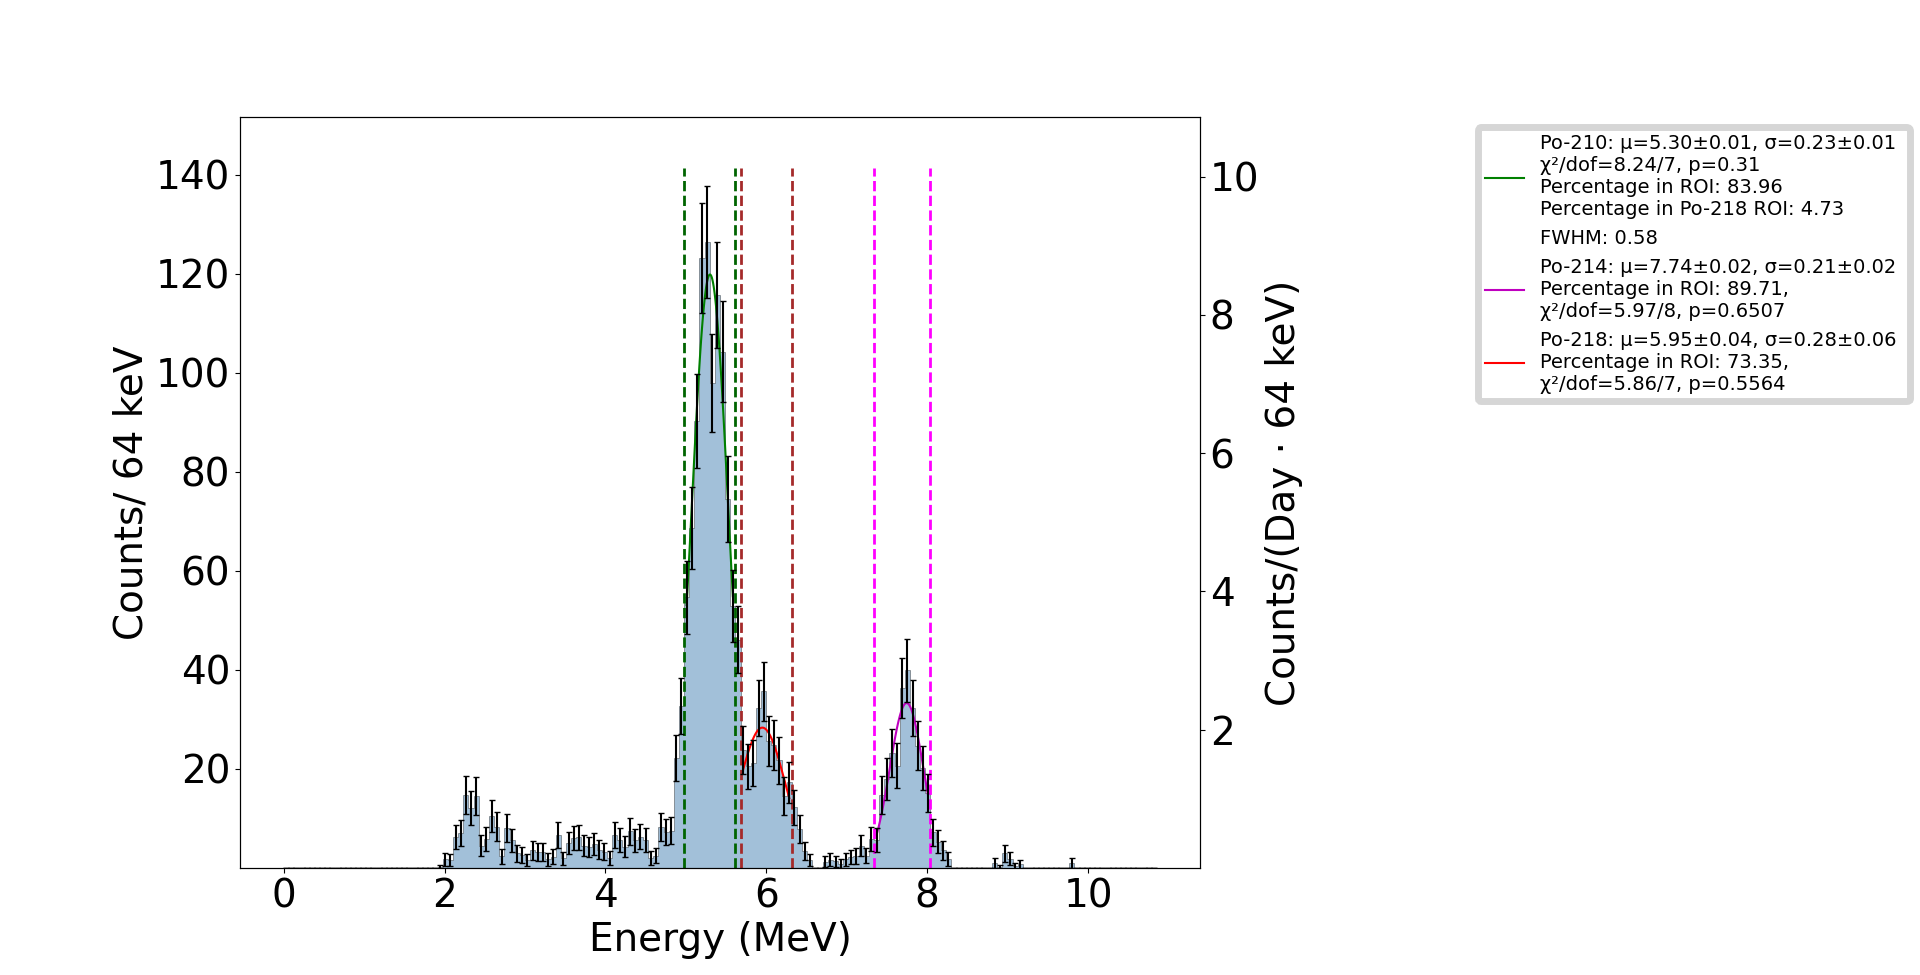 140
120
100
80
60
40
20
Counts/ 64 keV
0
2
4
6
8
10
Energy (MeV)
10
8
6
4
2
Counts/(Day · 64 keV)
Po-210: μ=5.30±0.01, σ=0.23±0.01
χ²/dof=8.24/7, p=0.31
Percentage in ROI: 83.96
Percentage in Po-218 ROI: 4.73
FWHM: 0.58
Po-214: μ=7.74±0.02, σ=0.21±0.02
Percentage in ROI: 89.71,
χ²/dof=5.97/8, p=0.6507
Po-218: μ=5.95±0.04, σ=0.28±0.06
Percentage in ROI: 73.35,
χ²/dof=5.86/7, p=0.5564